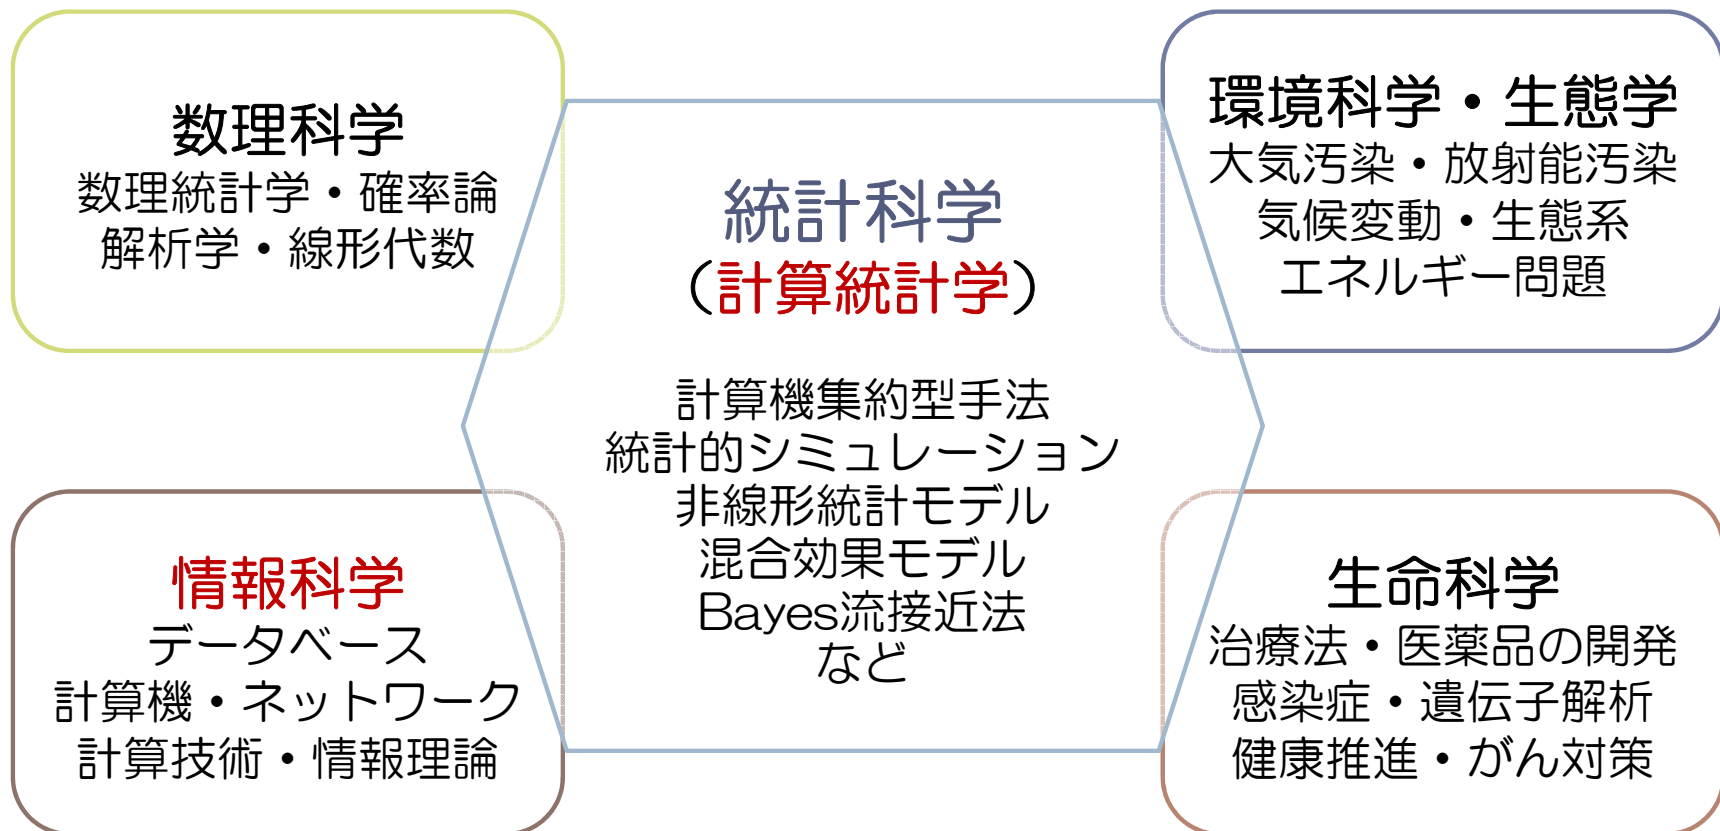 数理科学
数理統計学・確率論
解析学・線形代数
情報科学
データベース
計算機・ネットワーク
計算技術・情報理論
統計科学
（計算統計学）
計算機集約型手法
統計的シミュレーション
非線形統計モデル
混合効果モデル
Bayes流接近法
など
環境科学・生態学
大気汚染・放射能汚染
気候変動・生態系
エネルギー問題
生命科学
治療法・医薬品の開発
感染症・遺伝子解析
健康推進・がん対策